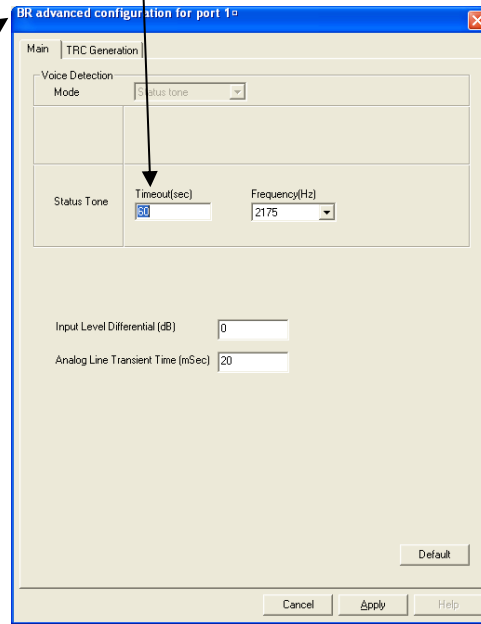 BR advanced configuration for port 1
Main TRC Generation
Voice Detection
Mode Status tone
Timeout(sec) Frequency(Hz)
Status Tone 60 2175
Input Level Differential (dB) 0
Analog Line Transient Time (mSec) 20
Default
Cancel Apply Help